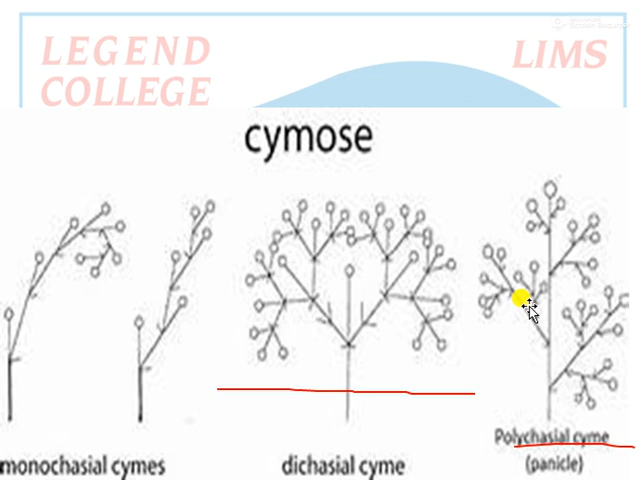 LEGEND LIMS
COLLEGE
cymose
monochasial cymes dichasial cyme Polychasial cyme
(panicle)